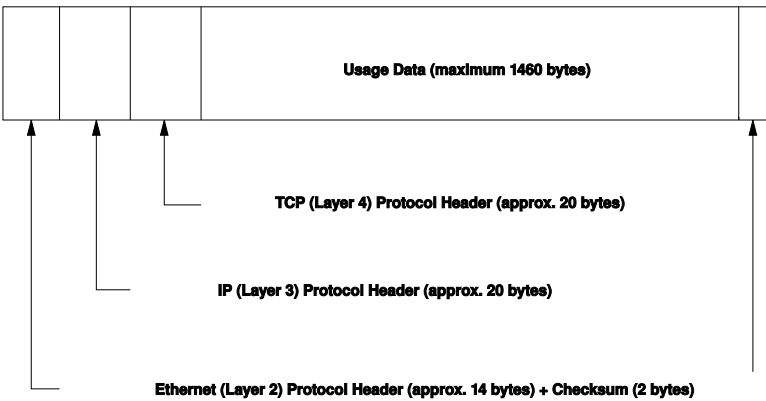 Usage Data (maximum 1460 bytes)
TCP (Layer 4) Protocol Header (approx. 20 bytes)
IP (Layer 3) Protocol Header (approx. 20 bytes)
Ethernet (Layer 2) Protocol Header (approx. 14 bytes) + Checksum (2 bytes)